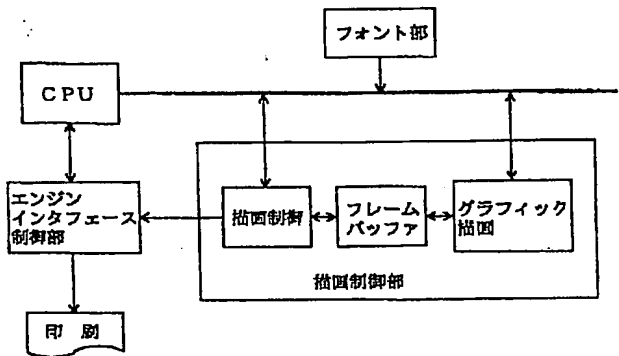 フォント部
CPU
エンジン
インタフェース
制御部
描画制御
フレーム
バッファ
グラフィック
描画
描画制御部
印 刷